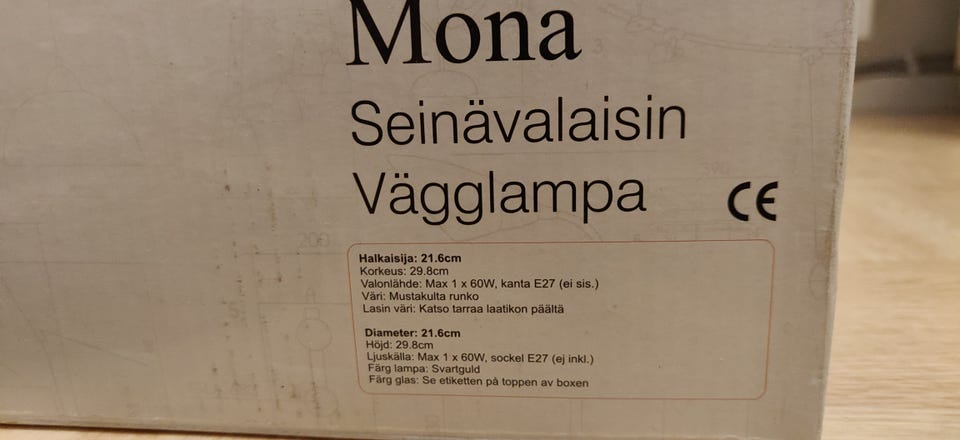 Mona
Seinävalaisin
Vägglampa
CE
Halkaisija: 21.6cm
Korkeus: 29.8cm
Valonlähde: Max 1 x 60W, kanta E27 (ei sis.)
Väri: Mustakulta runko
Lasin väri: Katso tarraa laatikon päältä
Diameter: 21.6cm
Höjd: 29.8cm
Ljuskälla: Max 1 x 60W, sockel E27 (ej inkl.)
Färg lampa: Svartguld
Färg glas: Se etiketten på toppen av boxen
200